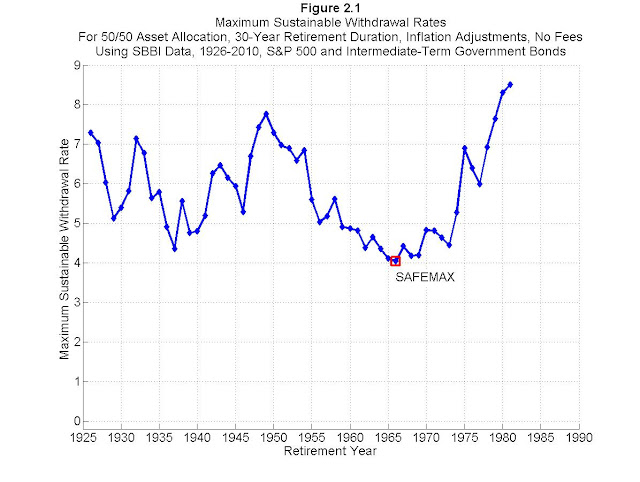 Figure 2.1
Maximum Sustainable Withdrawal Rates
For 50/50 Asset Allocation, 30-Year Retirement Duration, Inflation Adjustments, No Fees
Using SBBI Data, 1926-2010, S&P 500 and Intermediate-Term Government Bonds
Maximum Sustainable Withdrawal Rate
9
8
7
6
5
4
3
2
1
0
SAFEMAX
1925 1930 1935 1940 1945 1950 1955 1960 1965 1970 1975 1980 1985 1990
Retirement Year